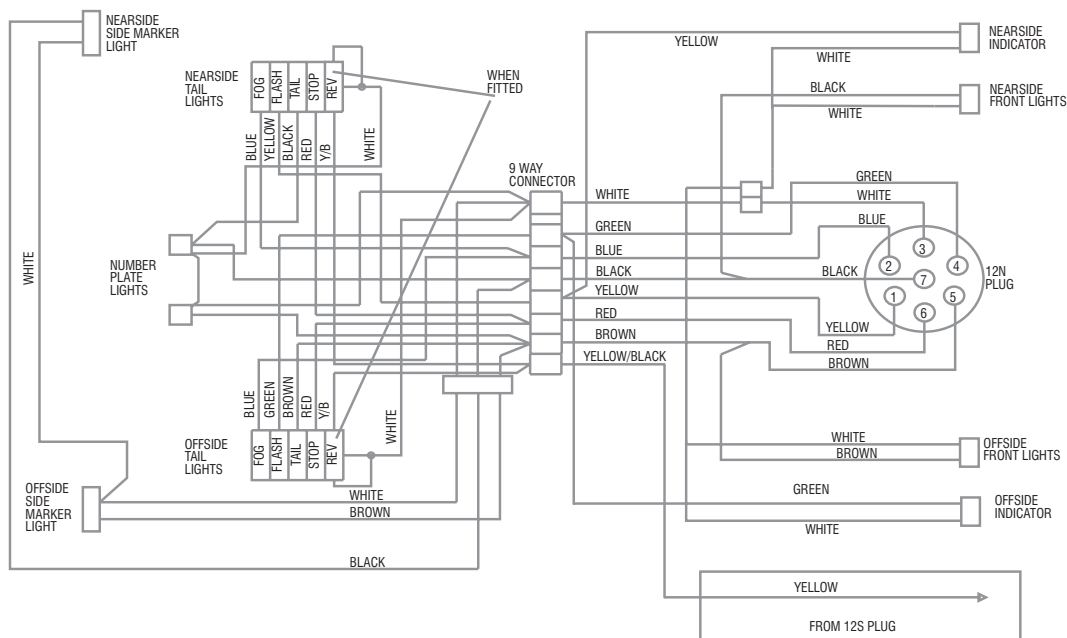 NEARSIDE
SIDE MARKER
LIGHT
NEARSIDE
TAIL
LIGHTS
FOG
FLASH
TAIL
STOP
REV
WHEN
FITTED
BLUE
YELLOW
BLACK
RED
Y/B
WHITE
9 WAY
CONNECTOR
NUMBER
PLATE
LIGHTS
WHITE
WHITE
GREEN
BLUE
BLACK
YELLOW
RED
BROWN
YELLOW/BLACK
YELLOW
NEARSIDE
INDICATOR
WHITE
BLACK
NEARSIDE
FRONT LIGHTS
WHITE
GREEN
WHITE
BLUE
BLACK
3
2
4
7
1
5
6
12N
PLUG
YELLOW
RED
BROWN
BLUE
GREEN
BROWN
RED
Y/B
WHITE
OFFSIDE
TAIL
LIGHTS
FOG
FLASH
TAIL
STOP
REV
OFFSIDE
SIDE
MARKER
LIGHT
WHITE
BROWN
BLACK
WHITE
BROWN
OFFSIDE
FRONT LIGHTS
GREEN
OFFSIDE
INDICATOR
WHITE
YELLOW
FROM 12S PLUG